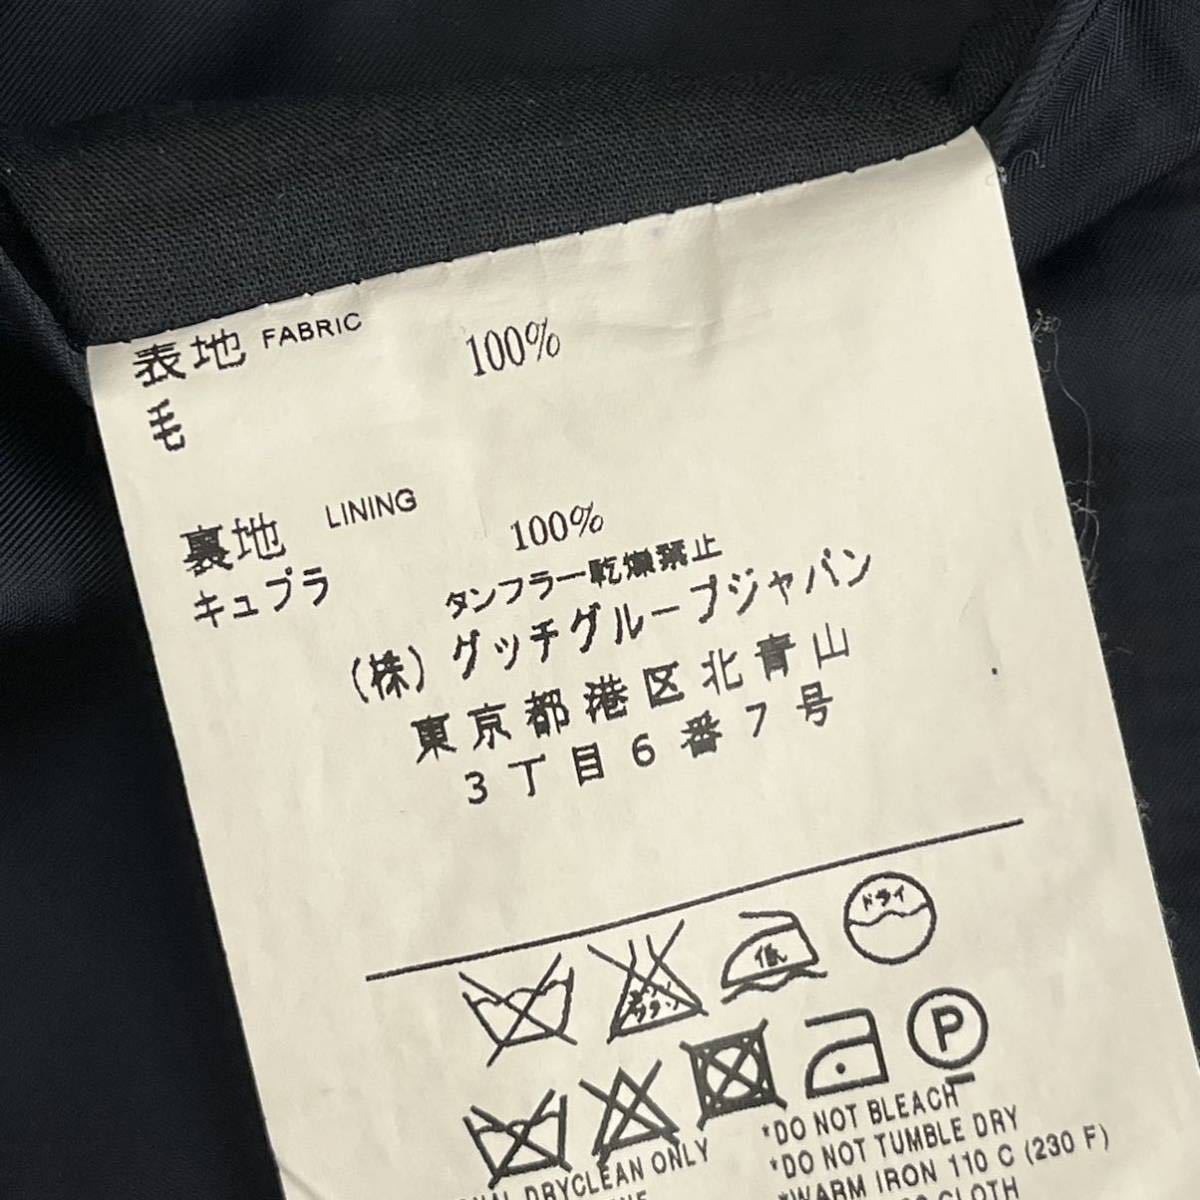 表地 FABRIC 100%
毛
裏地 LINING 100%
キュプラ
タンブラー乾燥禁止
(株) グッチグループジャパン
東京都港区北青山
3丁目6番7号
ドライ
低
P
*DO NOT BLEACH
ONAL DRYCLEAN ONLY *DO NOT TUMBLE DRY
*WARM IRON 110 C (230 F)
CLOTH